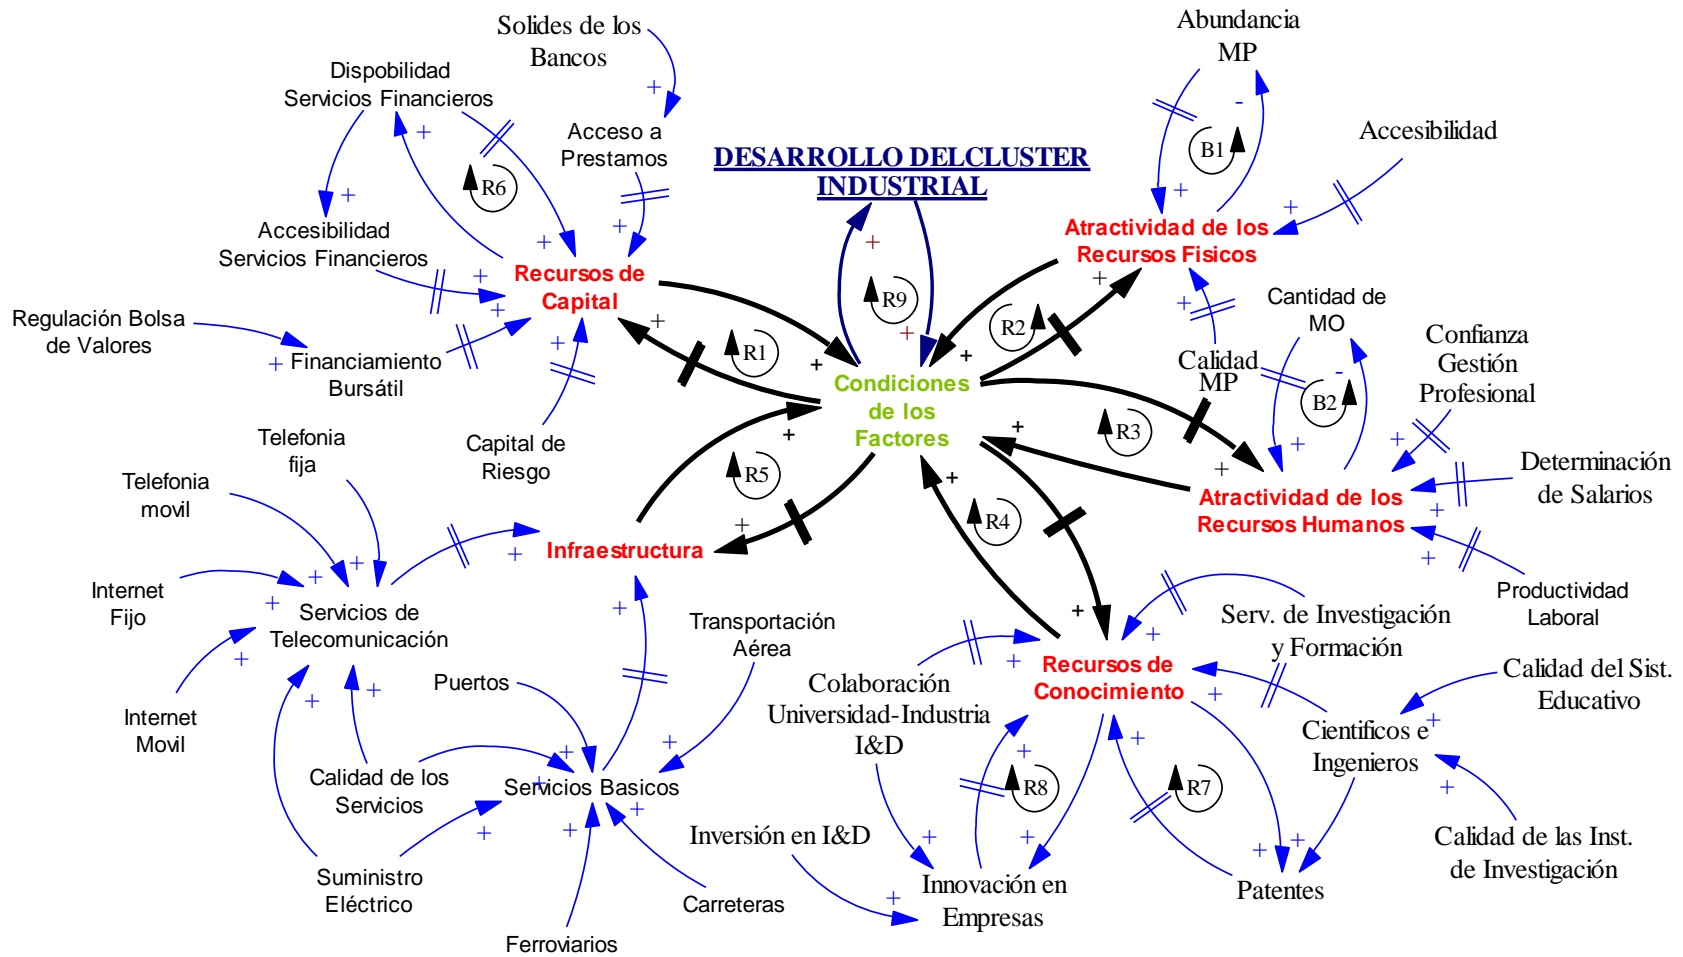 Solides de los
Bancos
Abundancia
MP
Dispobilidad
Servicios Financieros
+
+
-
Acceso a
Prestamos
B1
Accesibilidad
DESARROLLO DELCLUSTER
INDUSTRIAL
R6
+
+
+
+
Accesibilidad
Servicios Financieros
+
+
+
Atractividad de los
Recursos Fisicos
Recursos de
Capital
+
+
+
R9
Cantidad de
MO
Regulación Bolsa
de Valores
+
+
R2
+
Confianza
Gestión
Profesional
+
Financiamiento
Bursátil
+
R1
+
+
Calidad
MP
-
B2
Condiciones
de los
Factores
Telefonia
fija
Capital de
Riesgo
+
+
R3
+
+
+
Determinación
de Salarios
Telefonia
movil
R5
+
+
Atractividad de los
Recursos Humanos
+
+
R4
Infraestructura
+
+
Internet
Fijo
+
+
+
Servicios de
Telecomunicación
+
+
Transportación
Aérea
+
Productividad
Laboral
Serv. de Investigación
y Formación
+
+
Recursos de
Conocimiento
Colaboración
Universidad-Industria
I&D
+
Calidad del Sist.
Educativo
Puertos
+
+
Internet
Movil
+
+
+
Científicos e
Ingenieros
+
+
+
Calidad de los
Servicios
+
Servicios Basicos
R8
R7
+
+
+
+
Inversión en I&D
+
+
+
+
Calidad de las Inst.
de Investigación
Suministro
Eléctrico
Carreteras
+
Innovación en
Empresas
Patentes
Ferroviarios